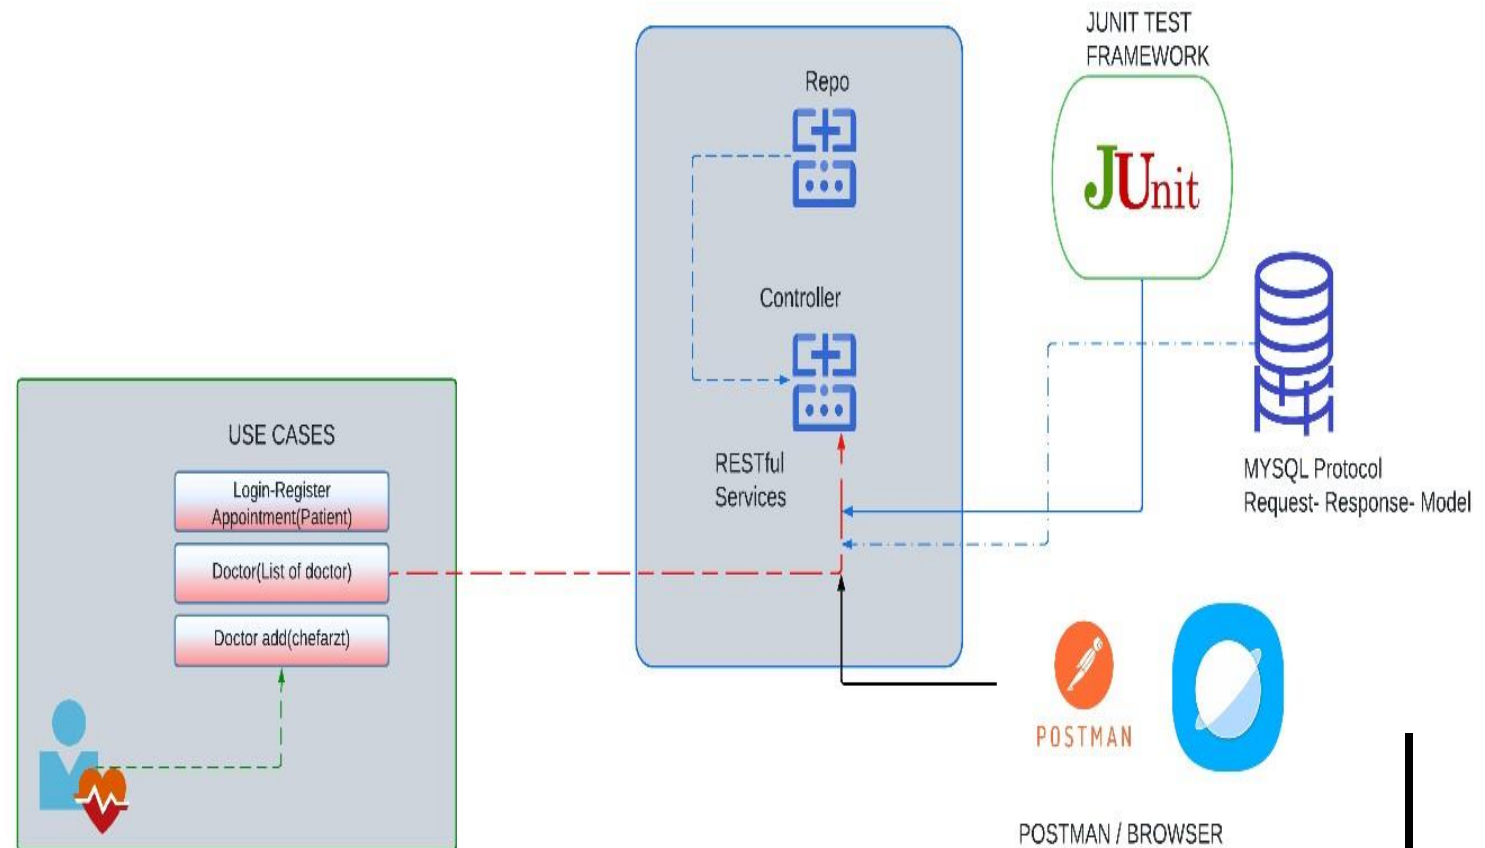 JUNIT TEST
FRAMEWORK
JUnit
Repo
Controller
RESTful
Services
MYSQL Protocol
Request- Response- Model
USE CASES
Login-Register
Appointment(Patient)
Doctor(List of doctor)
Doctor add(chefarzt)
POSTMAN
POSTMAN / BROWSER